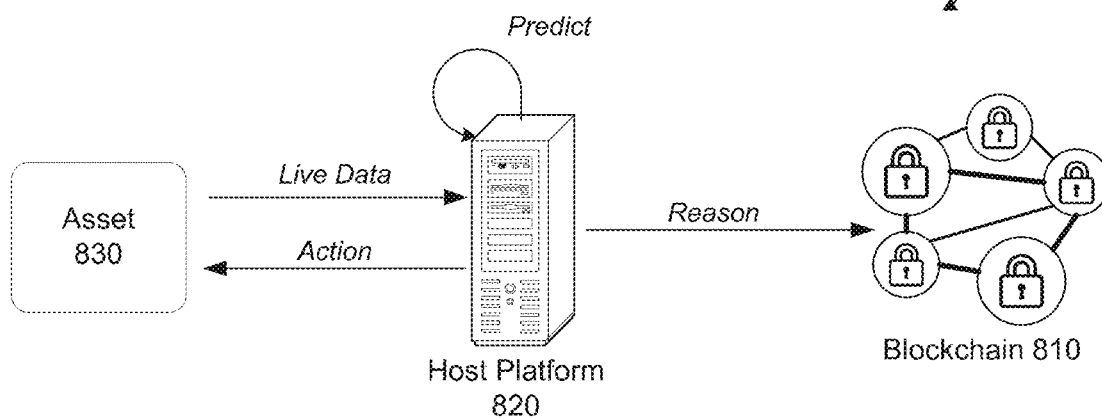 Predict
Live Data
Asset
830
Reason
Action
Blockchain 810
Host Platform
820